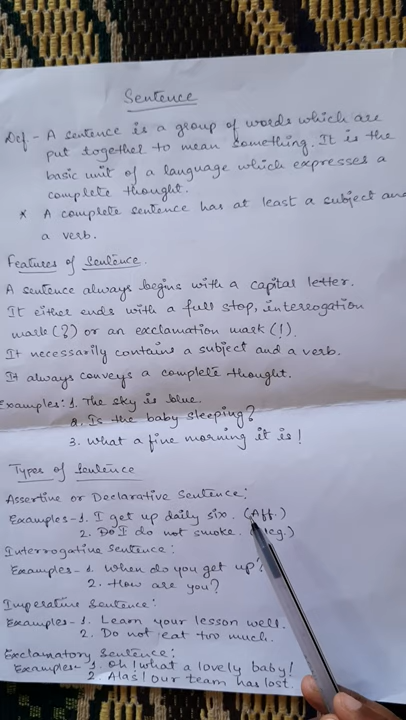 Sentence
Def - A sentence is a group of words which are
put together to mean something. It is the
basic unit of a language which expresses a
complete thought.
* A complete sentence has at least a subject and
a verb.
Features of Sentence.
A sentence always begins with a capital letter.
It either ends with a full stop, interrogation
mark (?) or an exclamation mark (!).
It necessarily contains a subject and a verb.
It always conveys a complete thought.
Examples: 1. The sky is blue.
2. Is the baby sleeping?
3. What a fine morning it is!
Types of Sentence
Assertive or Declarative Sentence:
Examples - 1. I get up daily six. (Aff.)
2. Do I do not smoke. (Neg.)
Interrogative Sentence:
Examples - 1. When do you get up?
2. How are you?
Imperative Sentence:
Examples - 1. Learn your lesson well.
2. Do not eat too much.
Exclamatory Sentence:
Examples - 1. Oh! what a lovely baby!
2. Alas! Our team has lost.